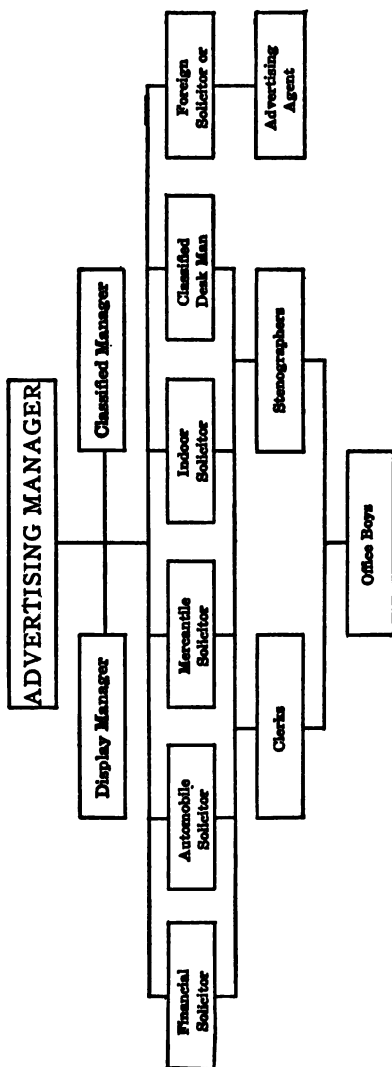 ADVERTISING MANAGER
Display Manager
Classified Manager
Financial
Solicitor
Automobile
Solicitor
Mercantile
Solicitor
Indoor
Solicitor
Classified
Desk Man
Foreign
Solicitor or
Advertising
Agent
Clerks
Stenographers
Office Boys